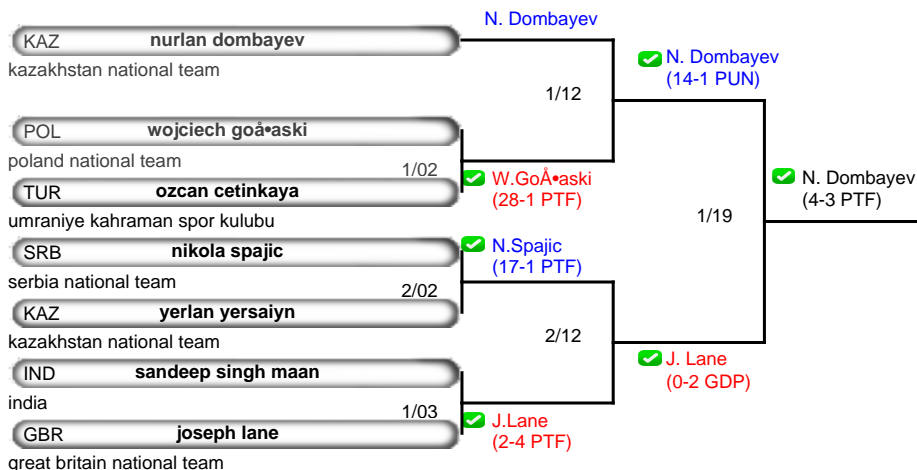 N. Dombayev
KAZ nurlan dombayev
kazakhstan national team
N. Dombayev
(14-1 PUN)
1/12
POL wojciech goå•aski
poland national team
1/02
W.GoÅ•aski
(28-1 PTF)
TUR ozcan cetinkaya
umraniye kahraman spor kulubu
N. Dombayev
(4-3 PTF)
1/19
SRB nikola spajic
serbia national team
N.Spajic
(17-1 PTF)
2/02
KAZ yerlan yersaiyn
kazakhstan national team
2/12
IND sandeep singh maan
india
J. Lane
(0-2 GDP)
1/03
GBR joseph lane
great britain national team
J.Lane
(2-4 PTF)